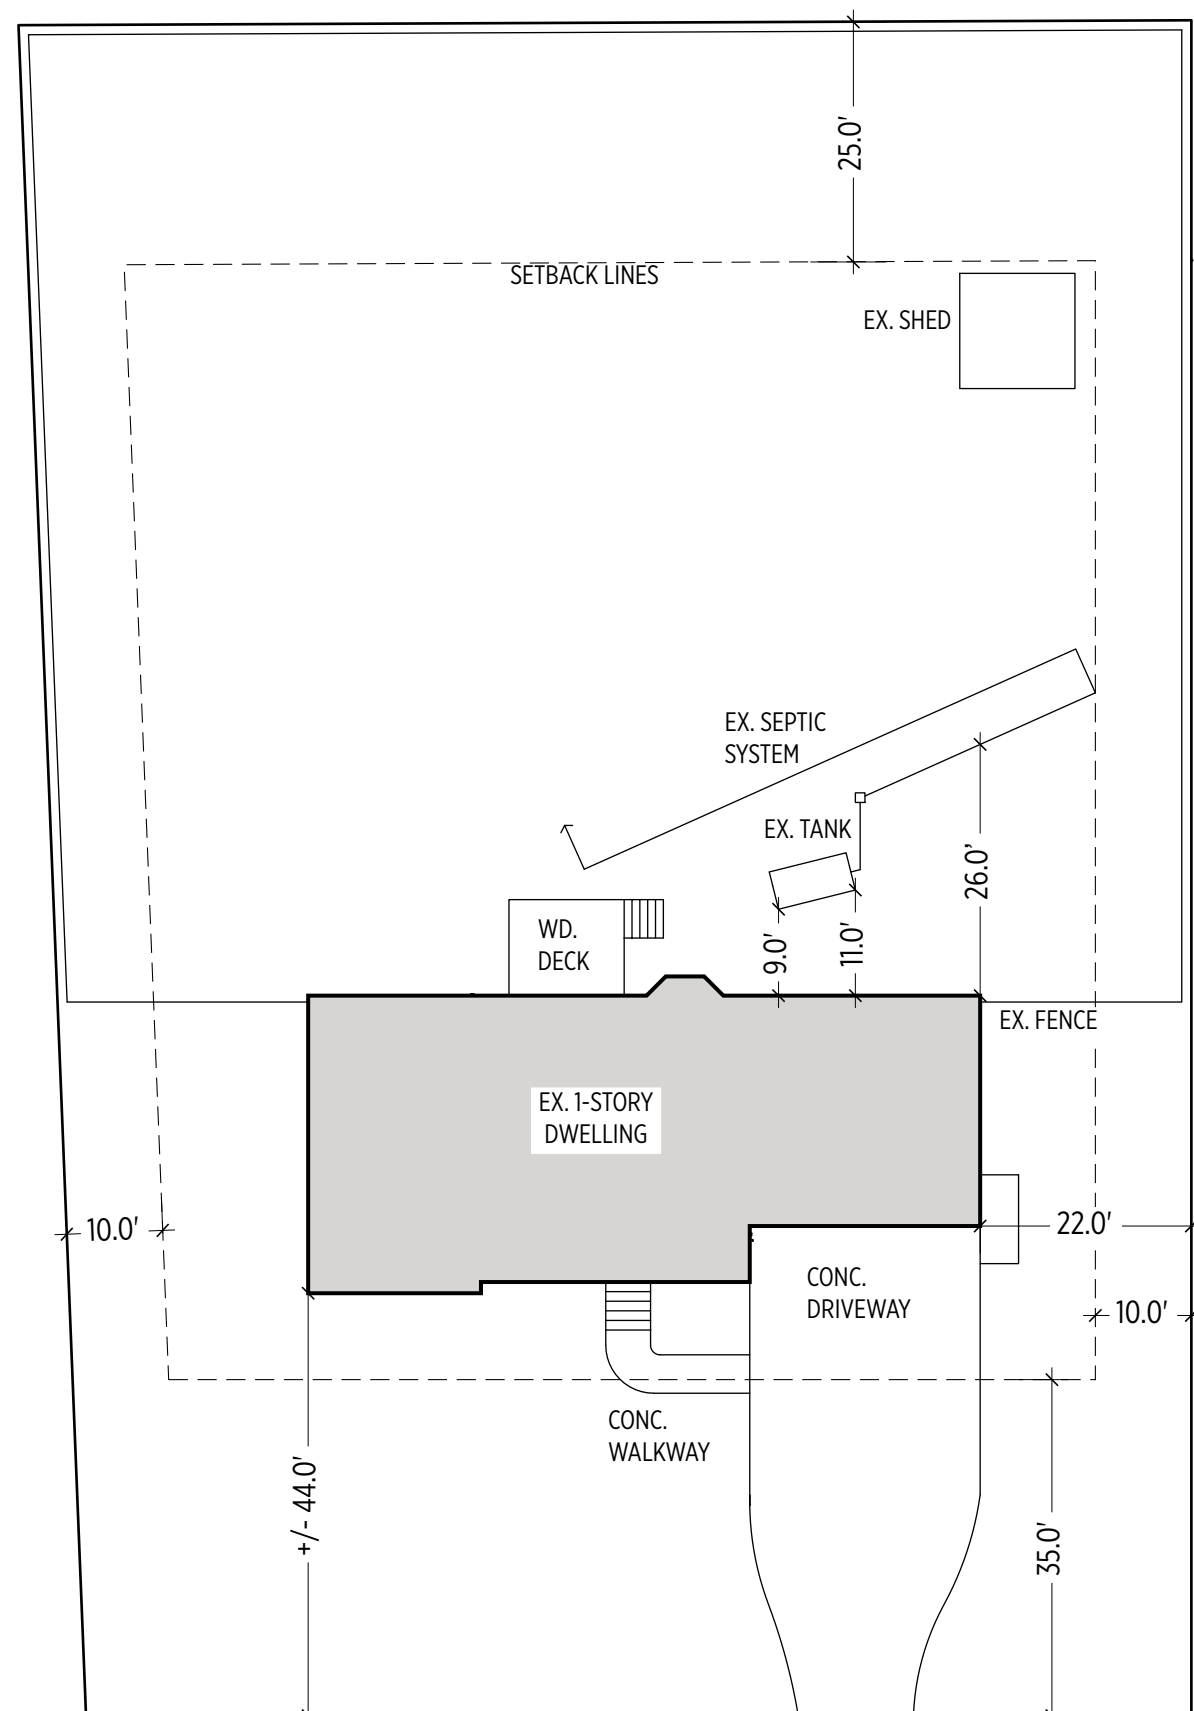 25.0'
SETBACK LINES
EX. SHED
EX. SEPTIC
SYSTEM
EX. TANK
26.0'
WD.
DECK
9.0'
11.0'
EX. FENCE
EX. 1-STORY
DWELLING
10.0'
22.0'
CONC.
DRIVEWAY
10.0'
CONC.
WALKWAY
+/- 44.0'
35.0'